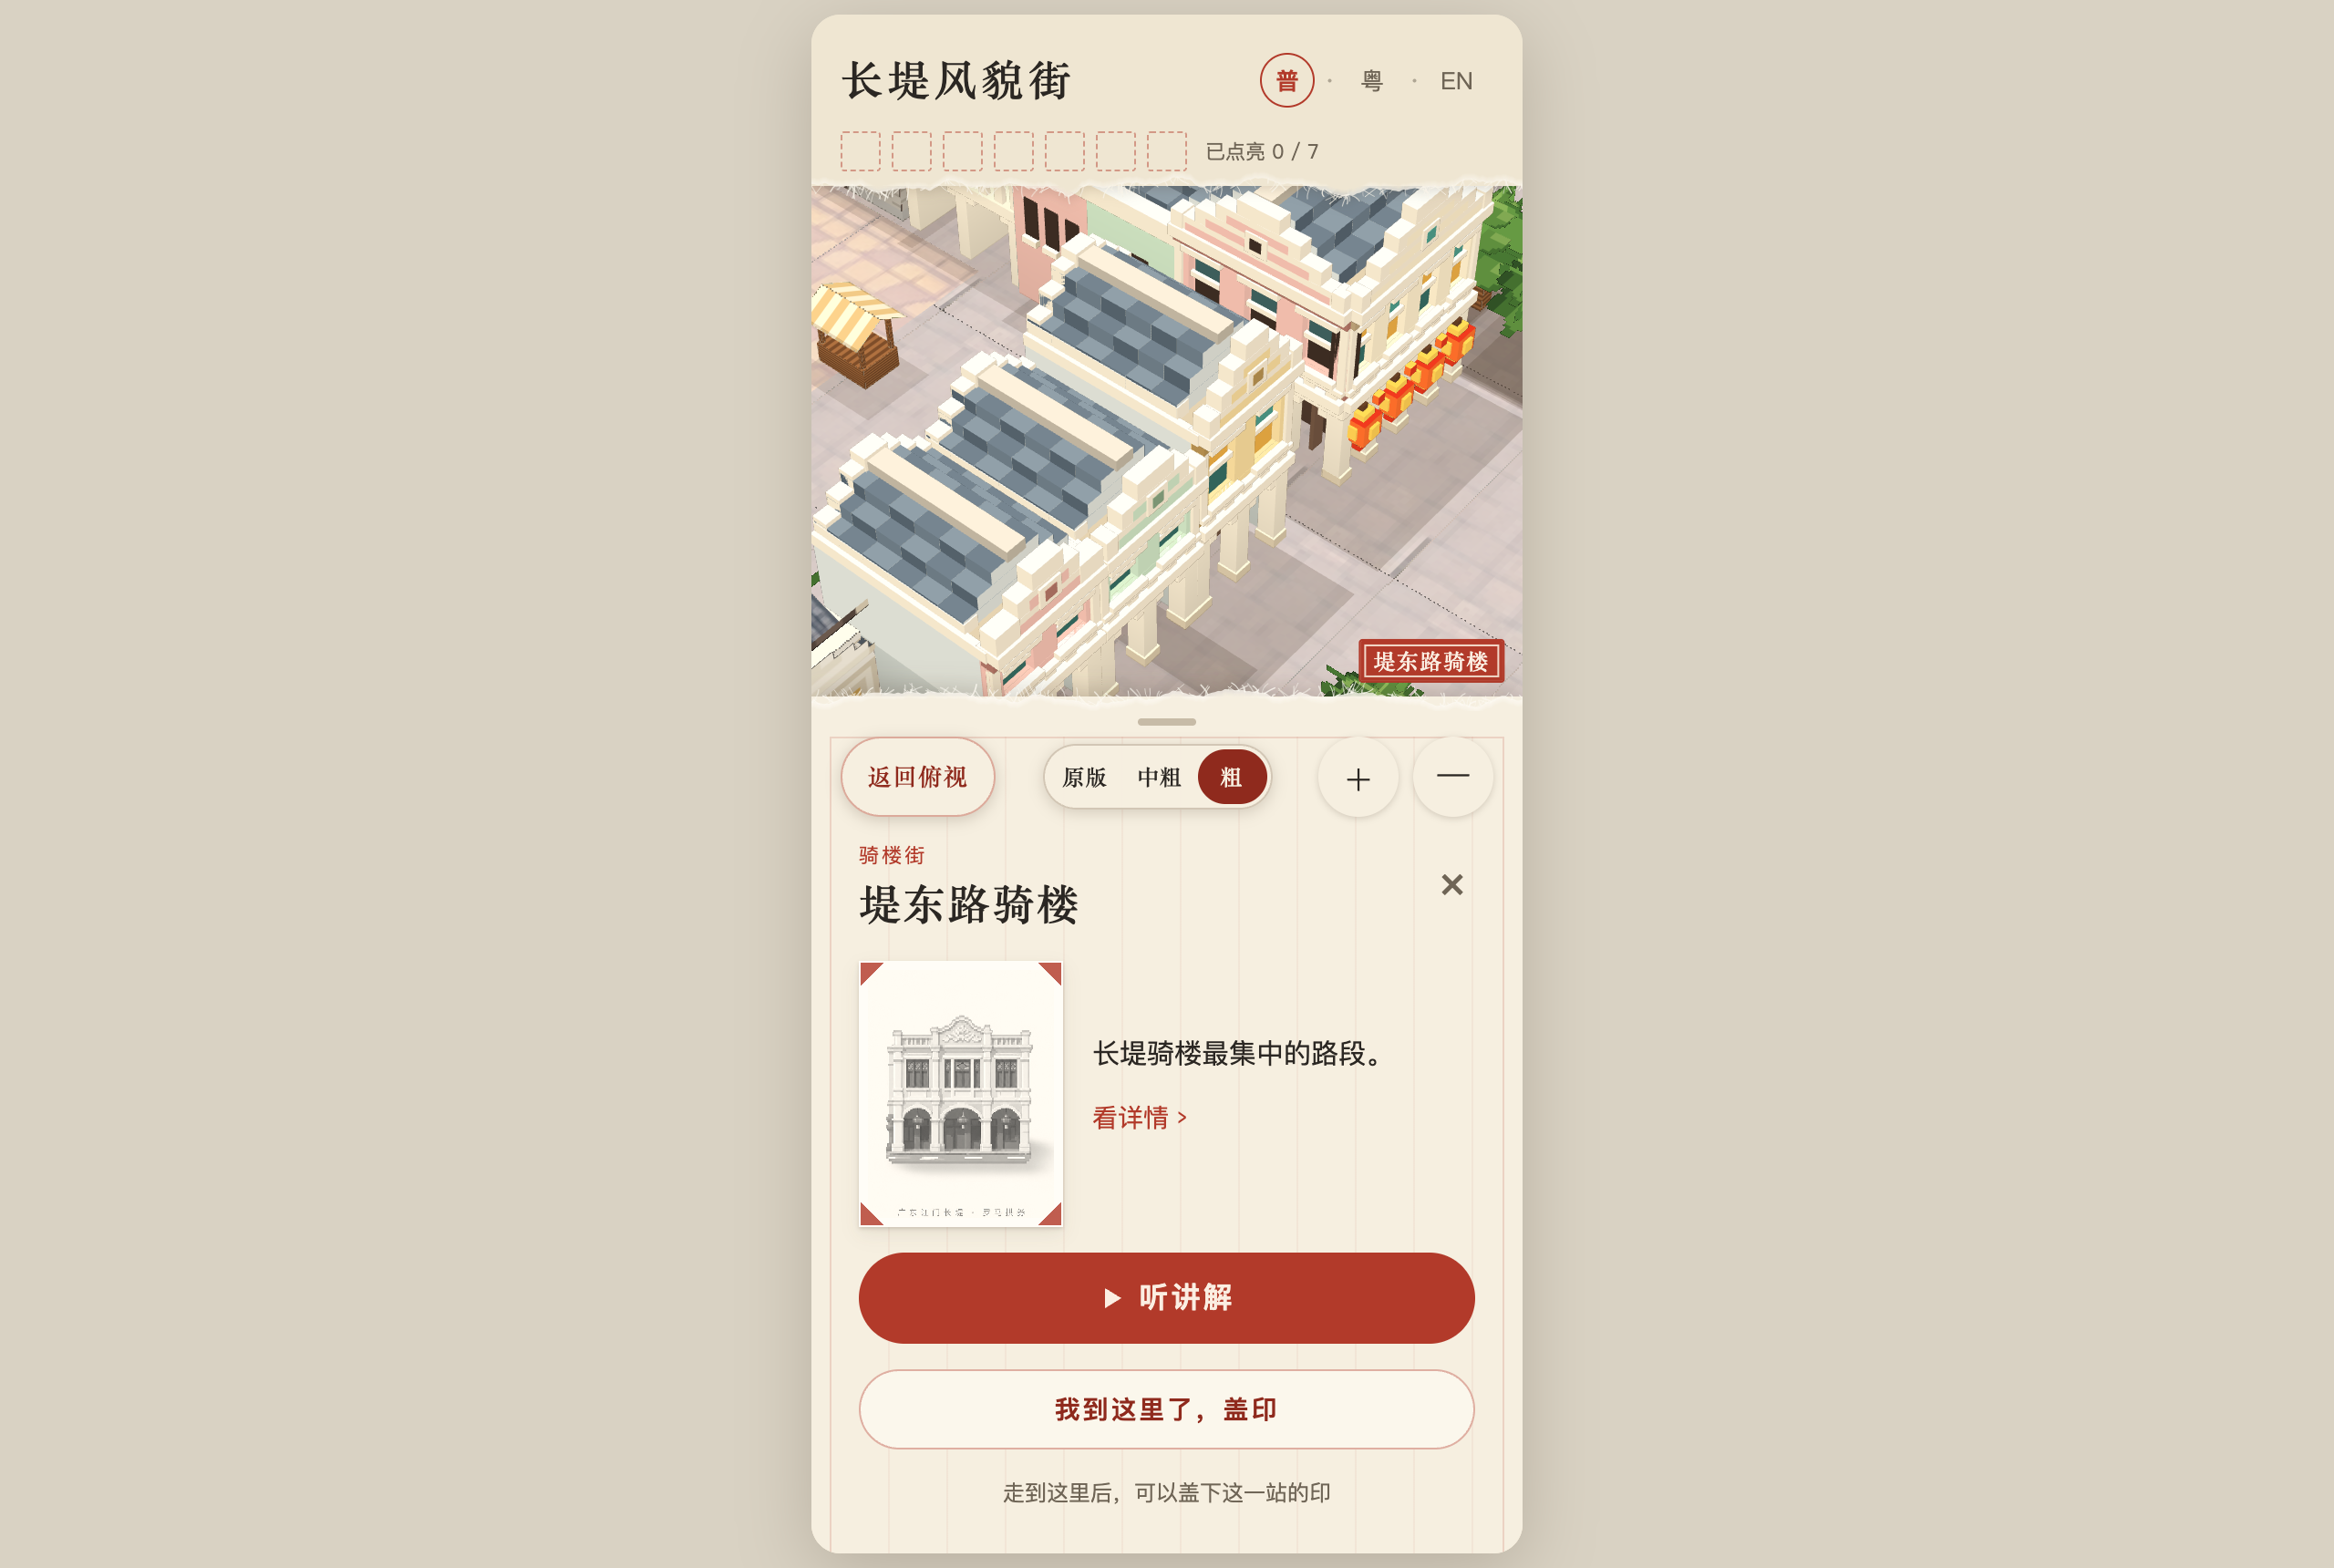 长堤风貌街
普 · 粤 · EN
已点亮 0 / 7
堤东路骑楼
返回俯视
原版 中粗 粗
+ —
骑楼街
堤东路骑楼
×
长堤骑楼最集中的路段。
看详情 ›
▶ 听讲解
我到这里了，盖印
走到这里后，可以盖下这一站的印